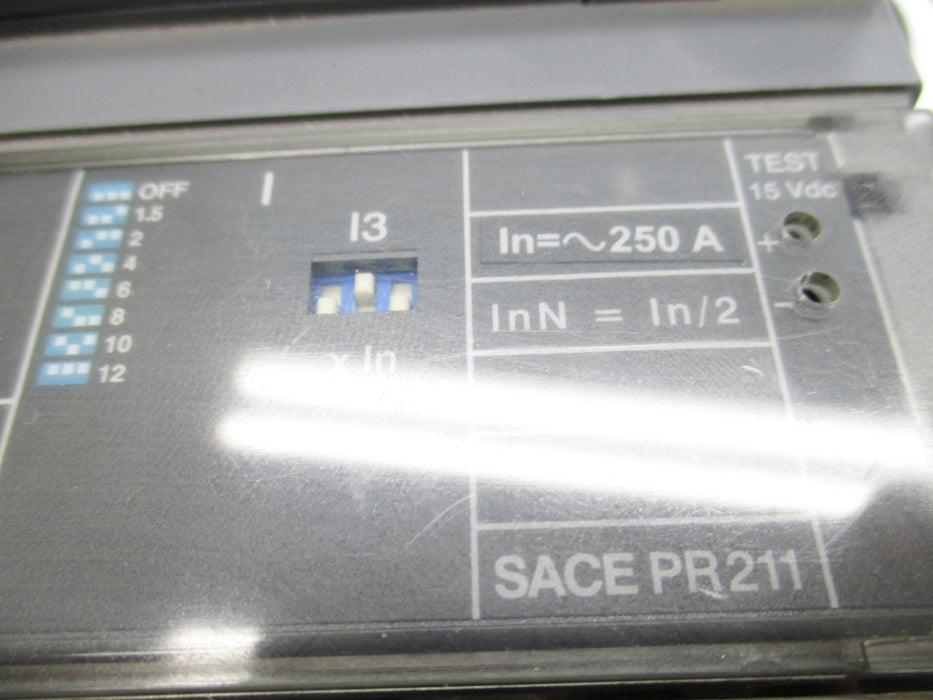 OFF
1.5
2
4
6
8
10
12
I
I3
x In
In=~250 A
InN = In/2
TEST
15 Vdc
+
-
SACE PR211